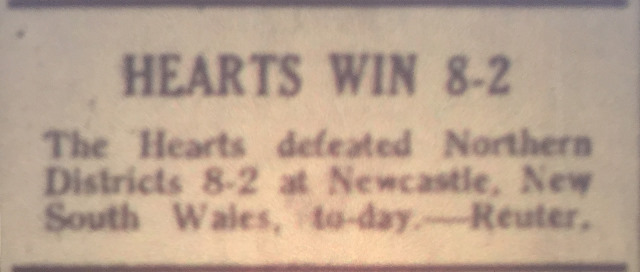 HEARTS WIN 8-2
The Hearts defeated Northern
Districts 8-2 at Newcastle, New
South Wales, to-day.—Reuter.